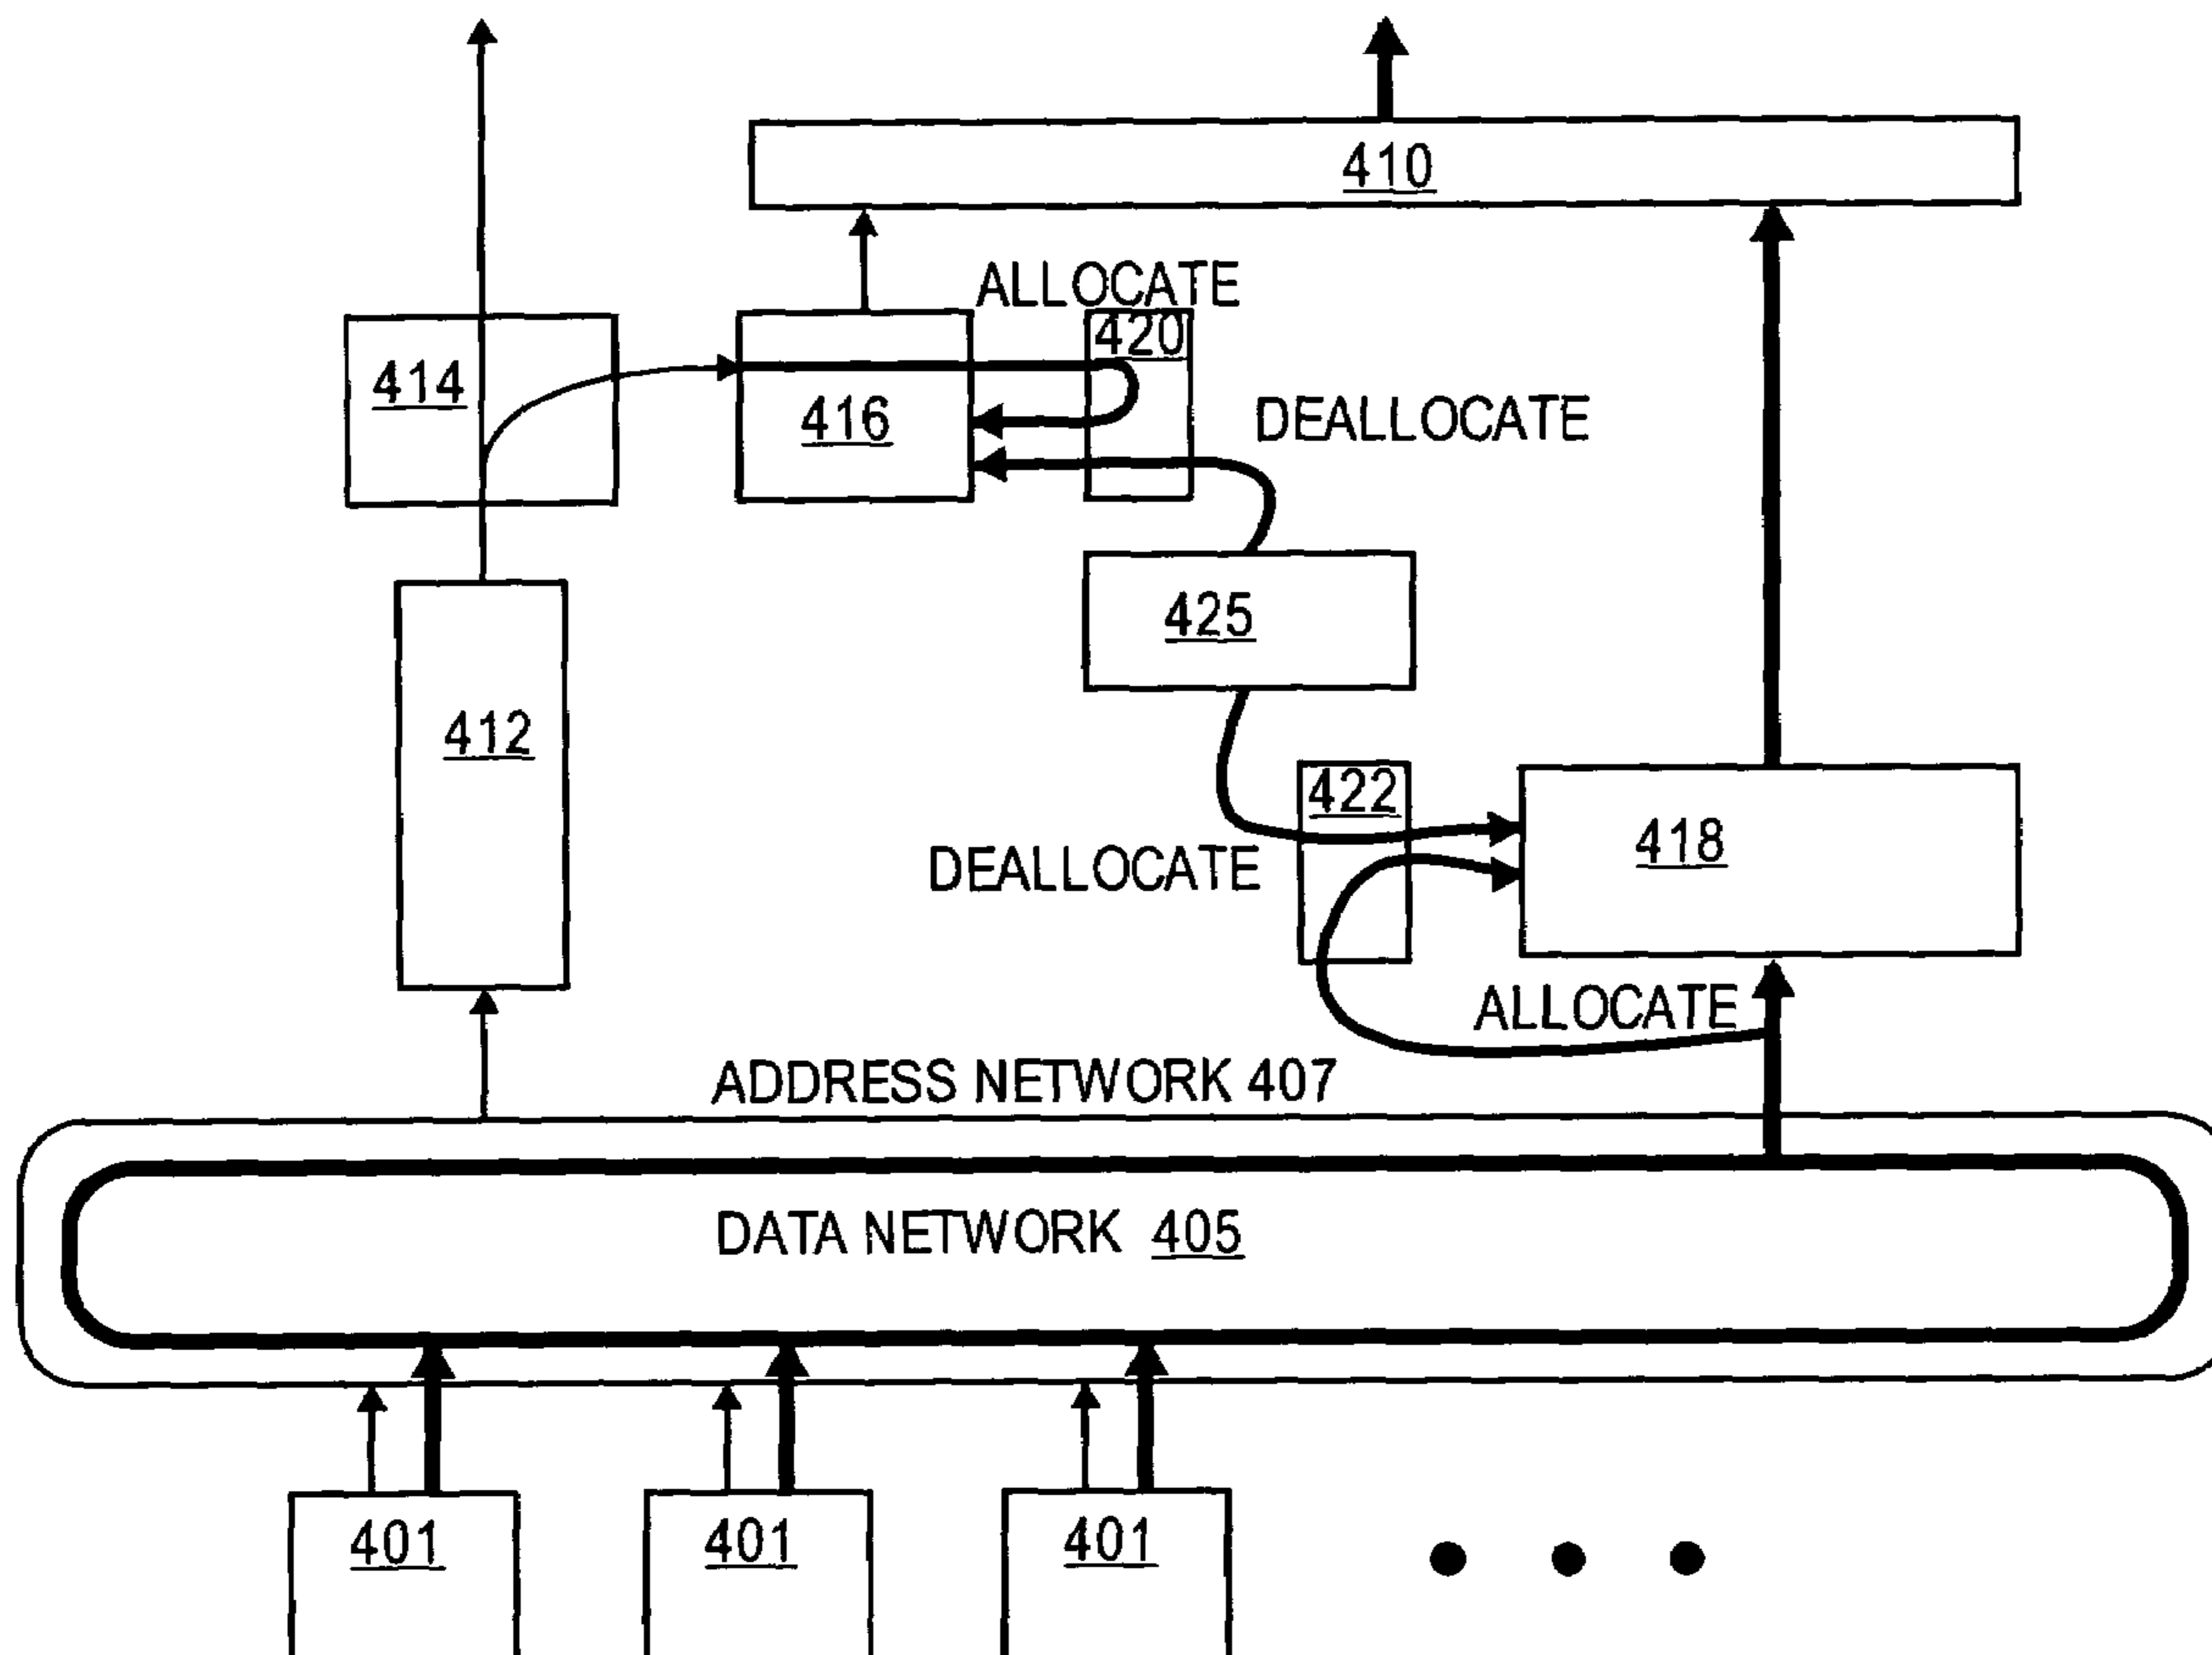 410
ALLOCATE
420
414
416
DEALLOCATE
425
412
422
418
DEALLOCATE
ALLOCATE
ADDRESS NETWORK 407
DATA NETWORK 405
401
401
401